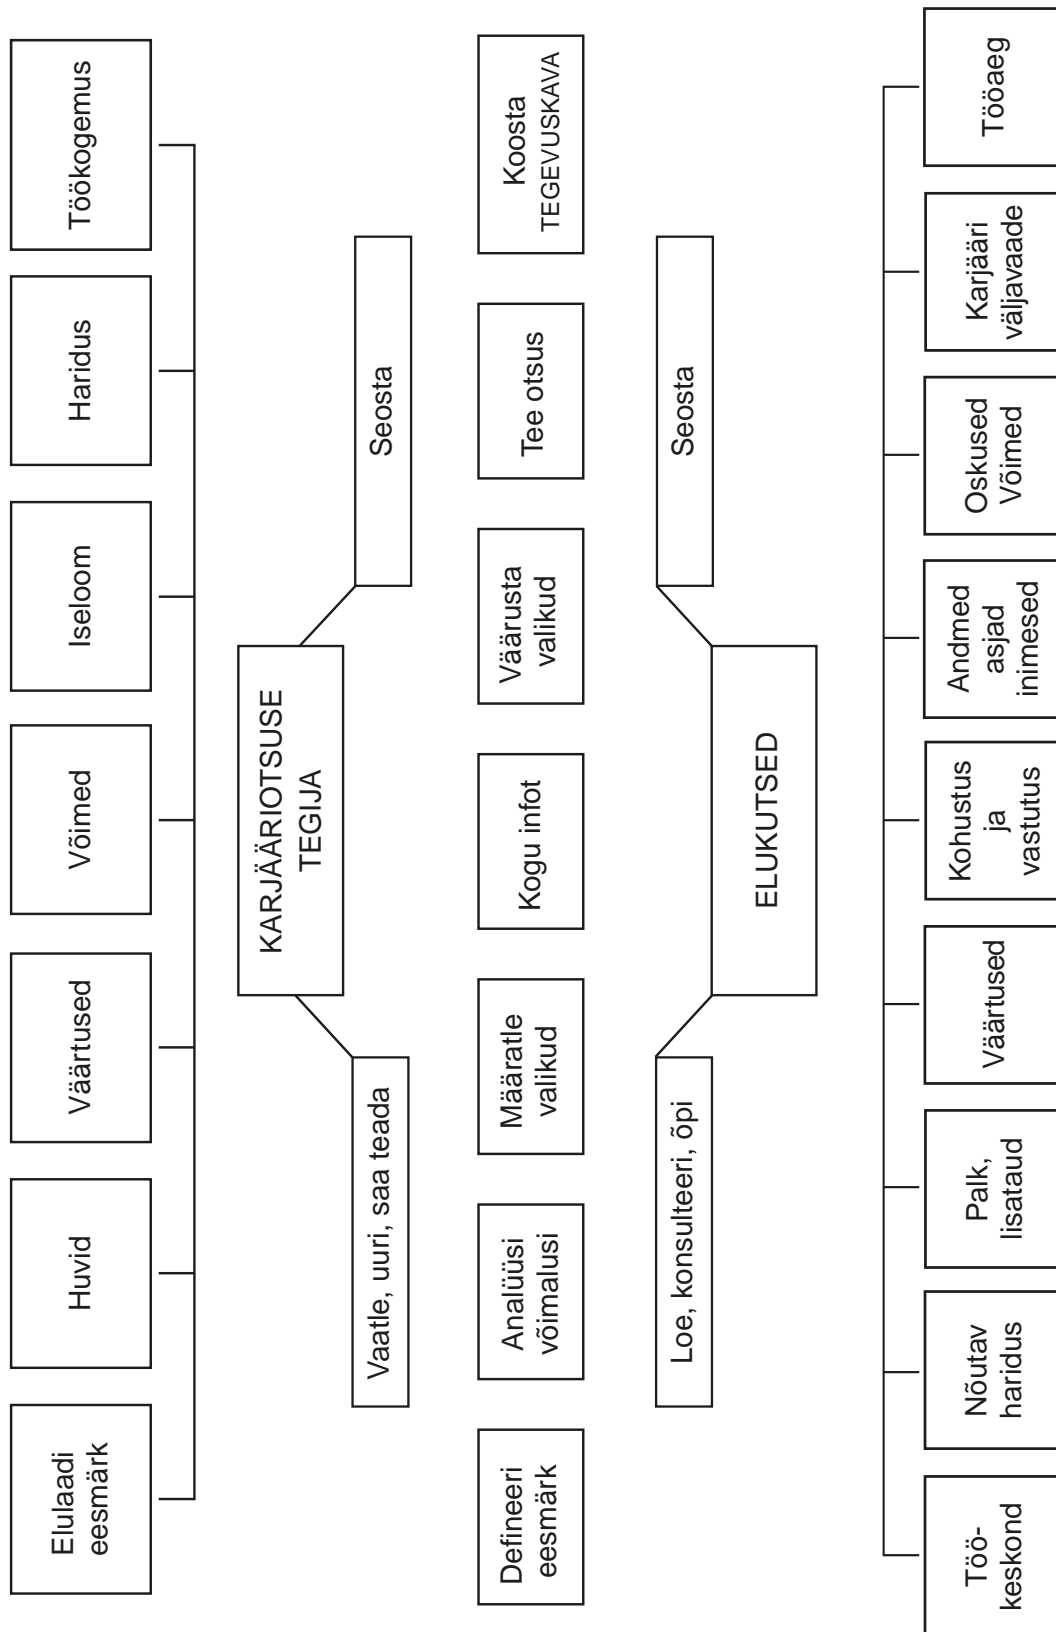 Elulaadi
eesmärk
Huvid
Väärtused
Võimed
Iseloom
Haridus
Töökogemus
KARJÄÄRIOTSUSE
TEGIJA
Vaatle, uuri, saa teada
Seosta
Defineeri
eesmärk
Analüüsi
võimalusi
Määratle
valikud
Kogu infot
Väärusta
valikud
Tee otsus
Koosta
TEGEVUSKAVA
Loe, konsulteeri, õpi
Seosta
ELUKUTSED
Töö-
keskond
Nõutav
haridus
Palk,
lisataud
Väärtused
Kohustus
ja
vastutus
Andmed
asjad
inimesed
Oskused
Võimed
Karjääri
väljavaade
Tööaeg